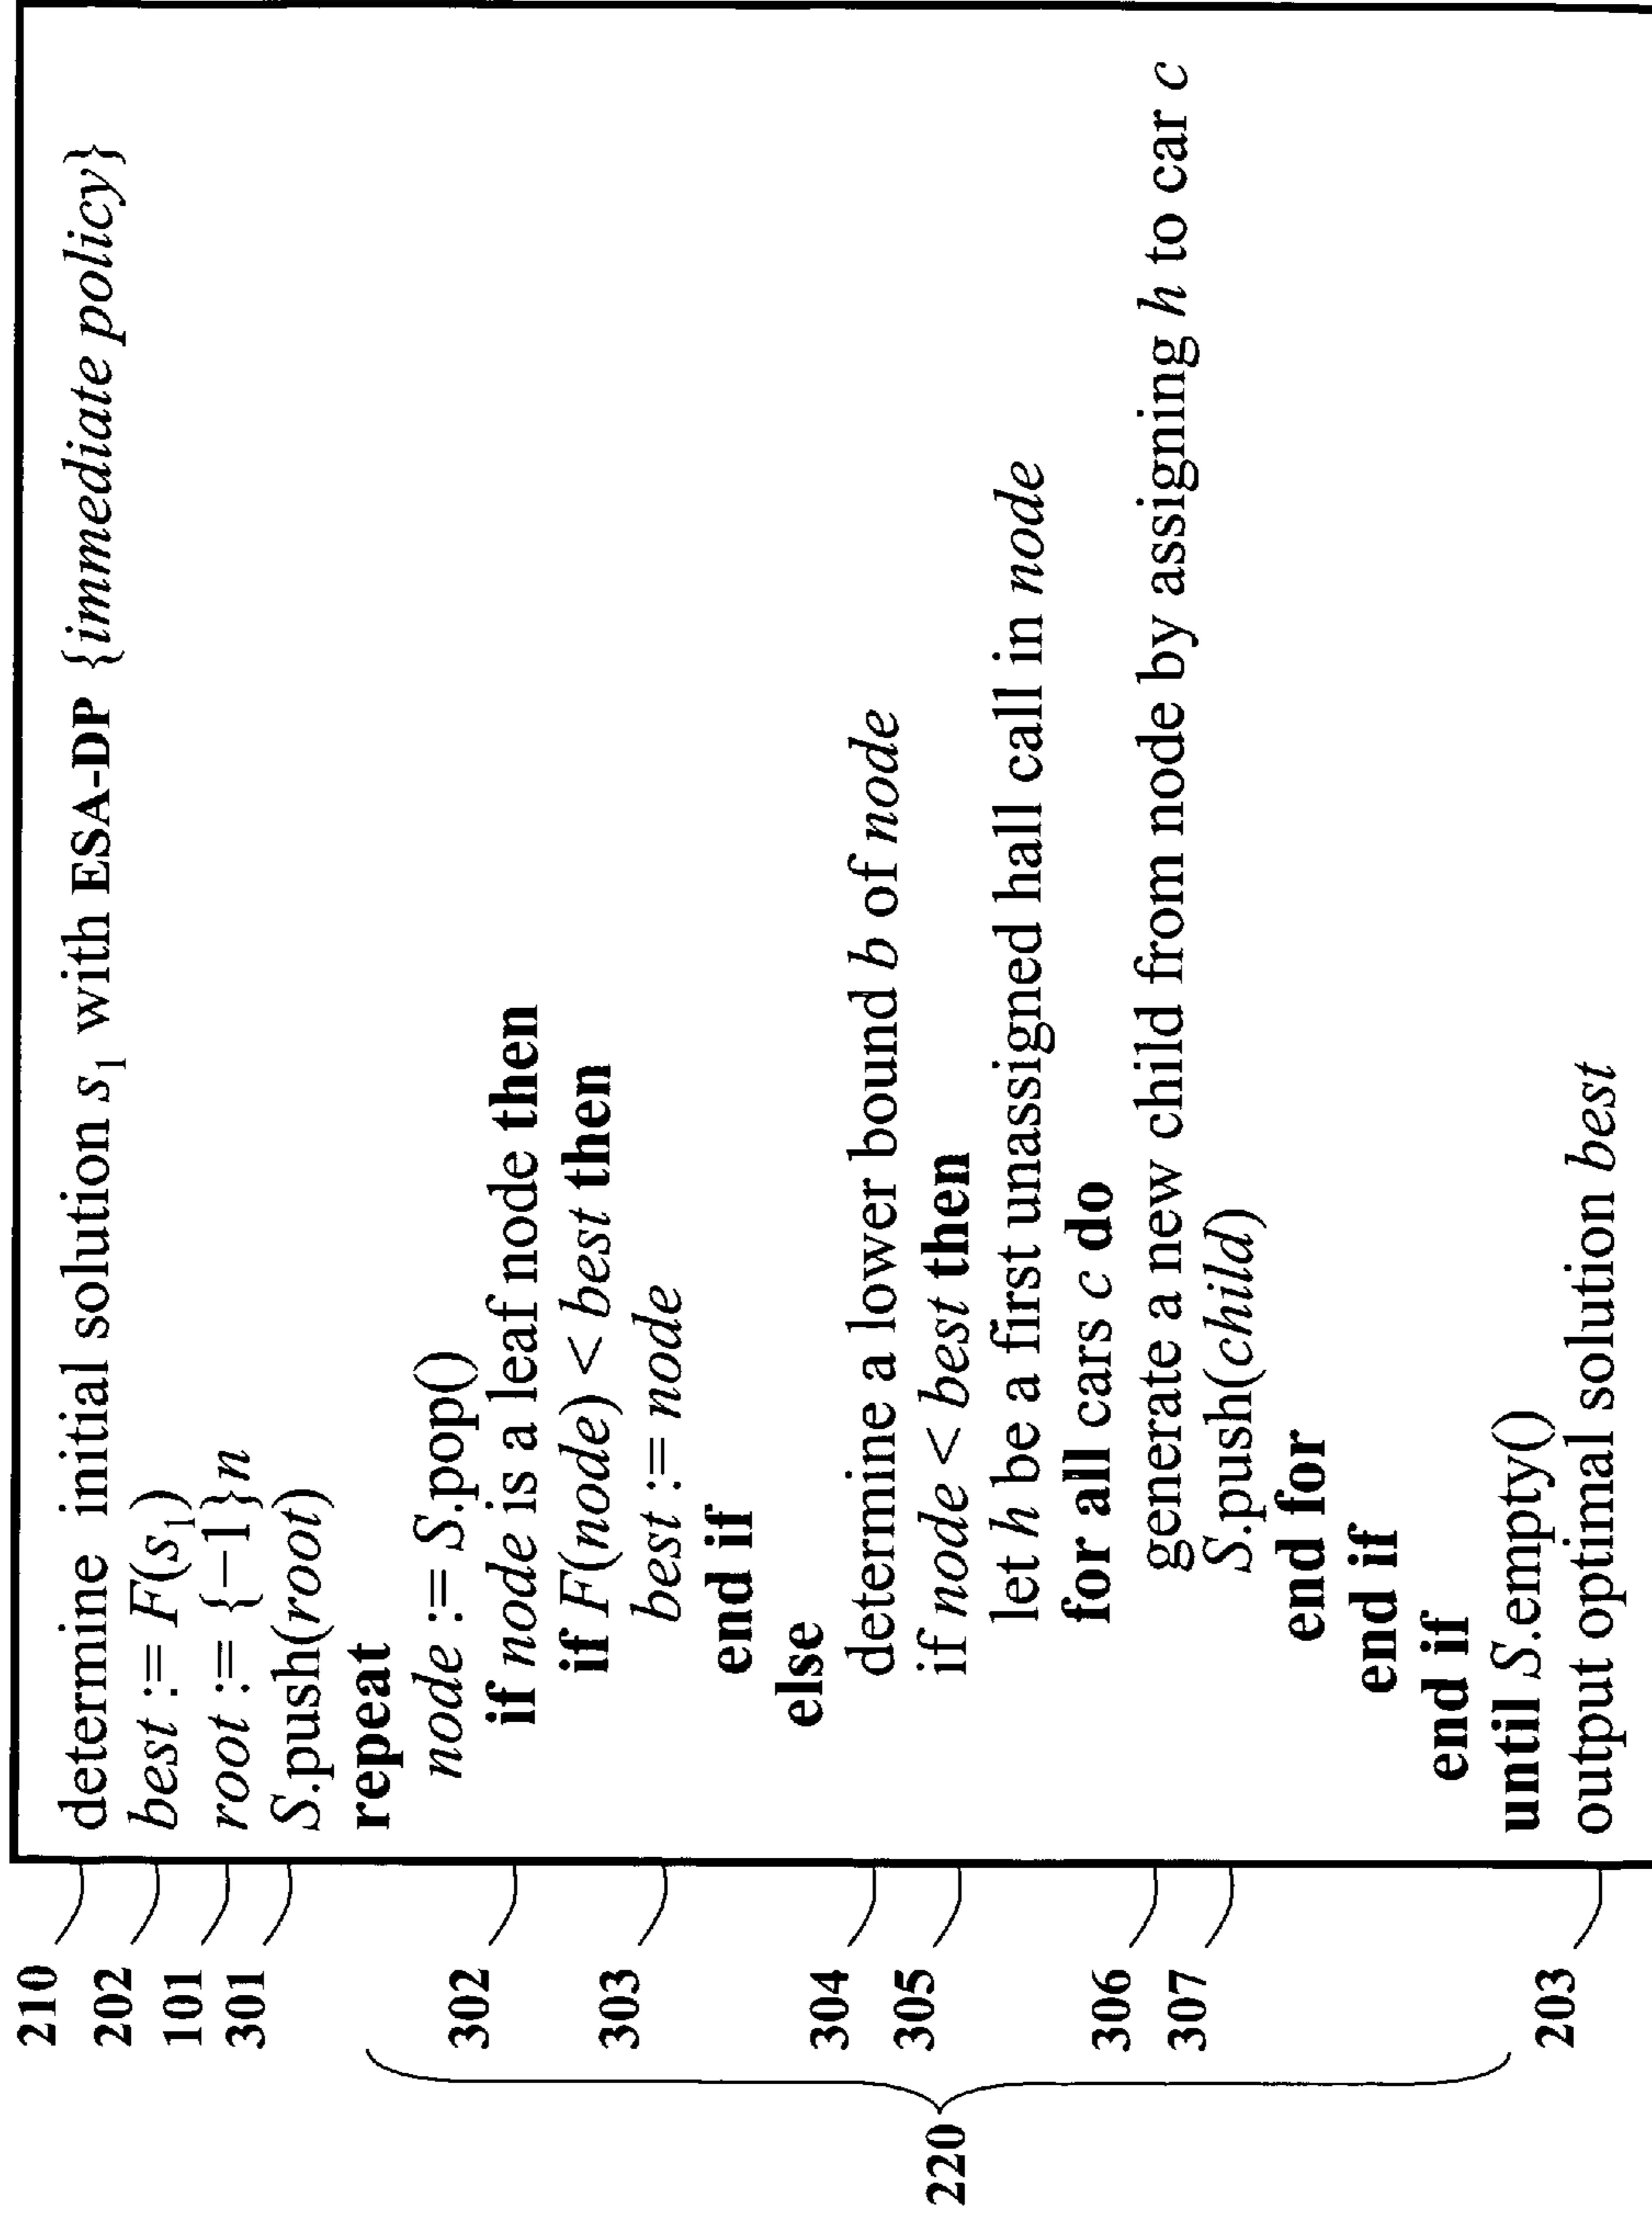 210 determine initial solution s1 with ESA-DP {immediate policy}
202 best := F(s1)
101 root := {−1}n
301 S.push(root)
repeat
node := S.pop()
302 if node is a leaf node then
if F(node) < best then
303 best := node
end if
else
304 determine a lower bound b of node
305 if node < best then
let h be a first unassigned hall call in node
for all cars c do
306 generate a new child from node by assigning h to car c
307 S.push(child)
end for
end if
end if
until S.empty()
203 output optimal solution best
220